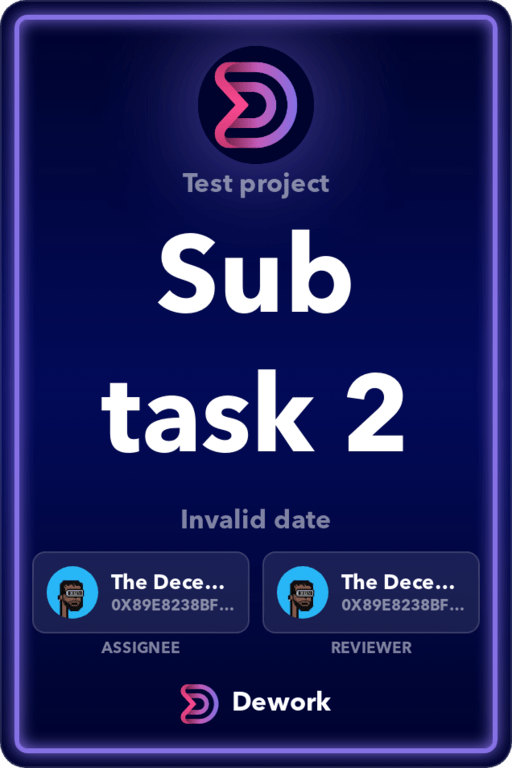 Test project
Sub
task 2
Invalid date
The Dece...
0X89E8238BF...
The Dece...
0X89E8238BF...
ASSIGNEE
REVIEWER
Dework